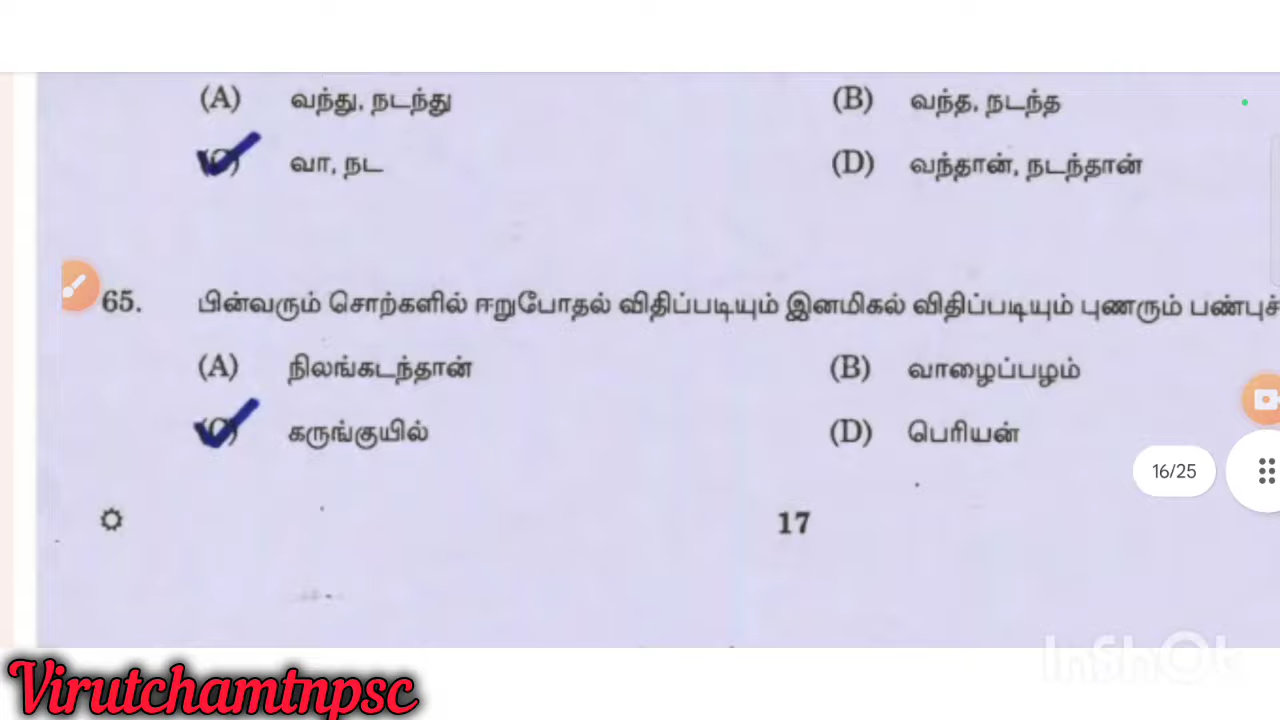 (A) வந்து, நடந்து (B) வந்த, நடந்த
(C) வா, நட (D) வந்தான், நடந்தான்
65. பின்வரும் சொற்களில் ஈறுபோதல் விதிப்படியும் இனமிகல் விதிப்படியும் புணரும் பண்புச்
(A) நிலங்கடந்தான் (B) வாழைப்பழம்
(C) கருங்குயில் (D) பெரியன்
16/25
17
InShOt
Virutchamtnpsc